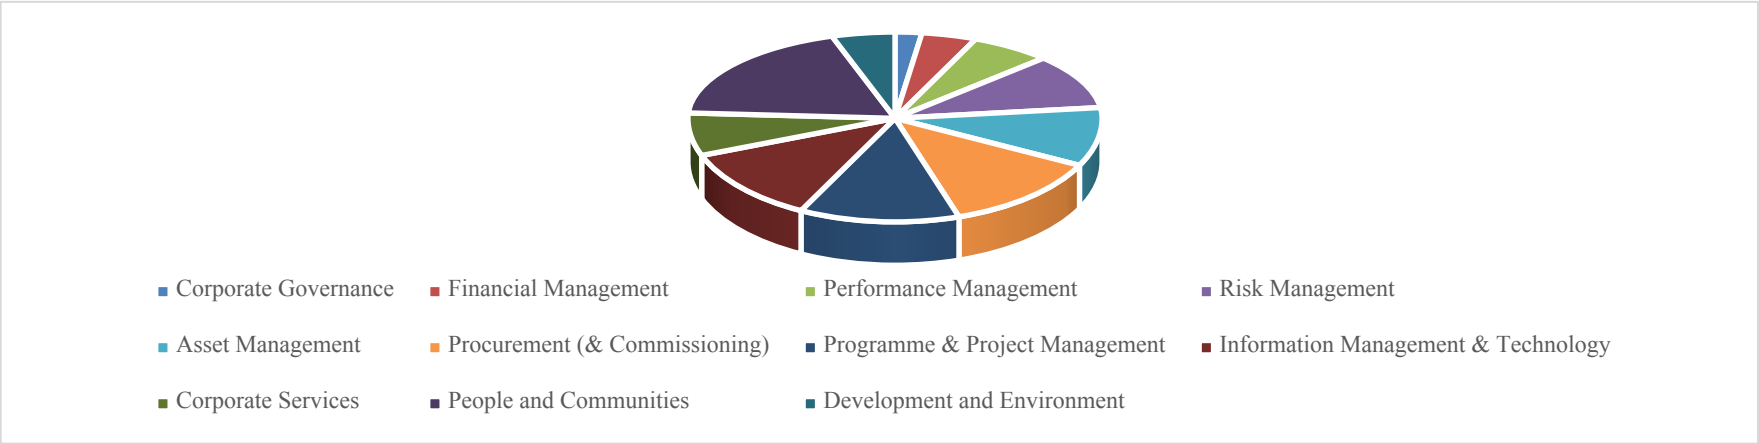 Corporate Governance Financial Management Performance Management Risk Management
Asset Management Procurement (& Commissioning) Programme & Project Management Information Management & Technology
Corporate Services People and Communities Development and Environment